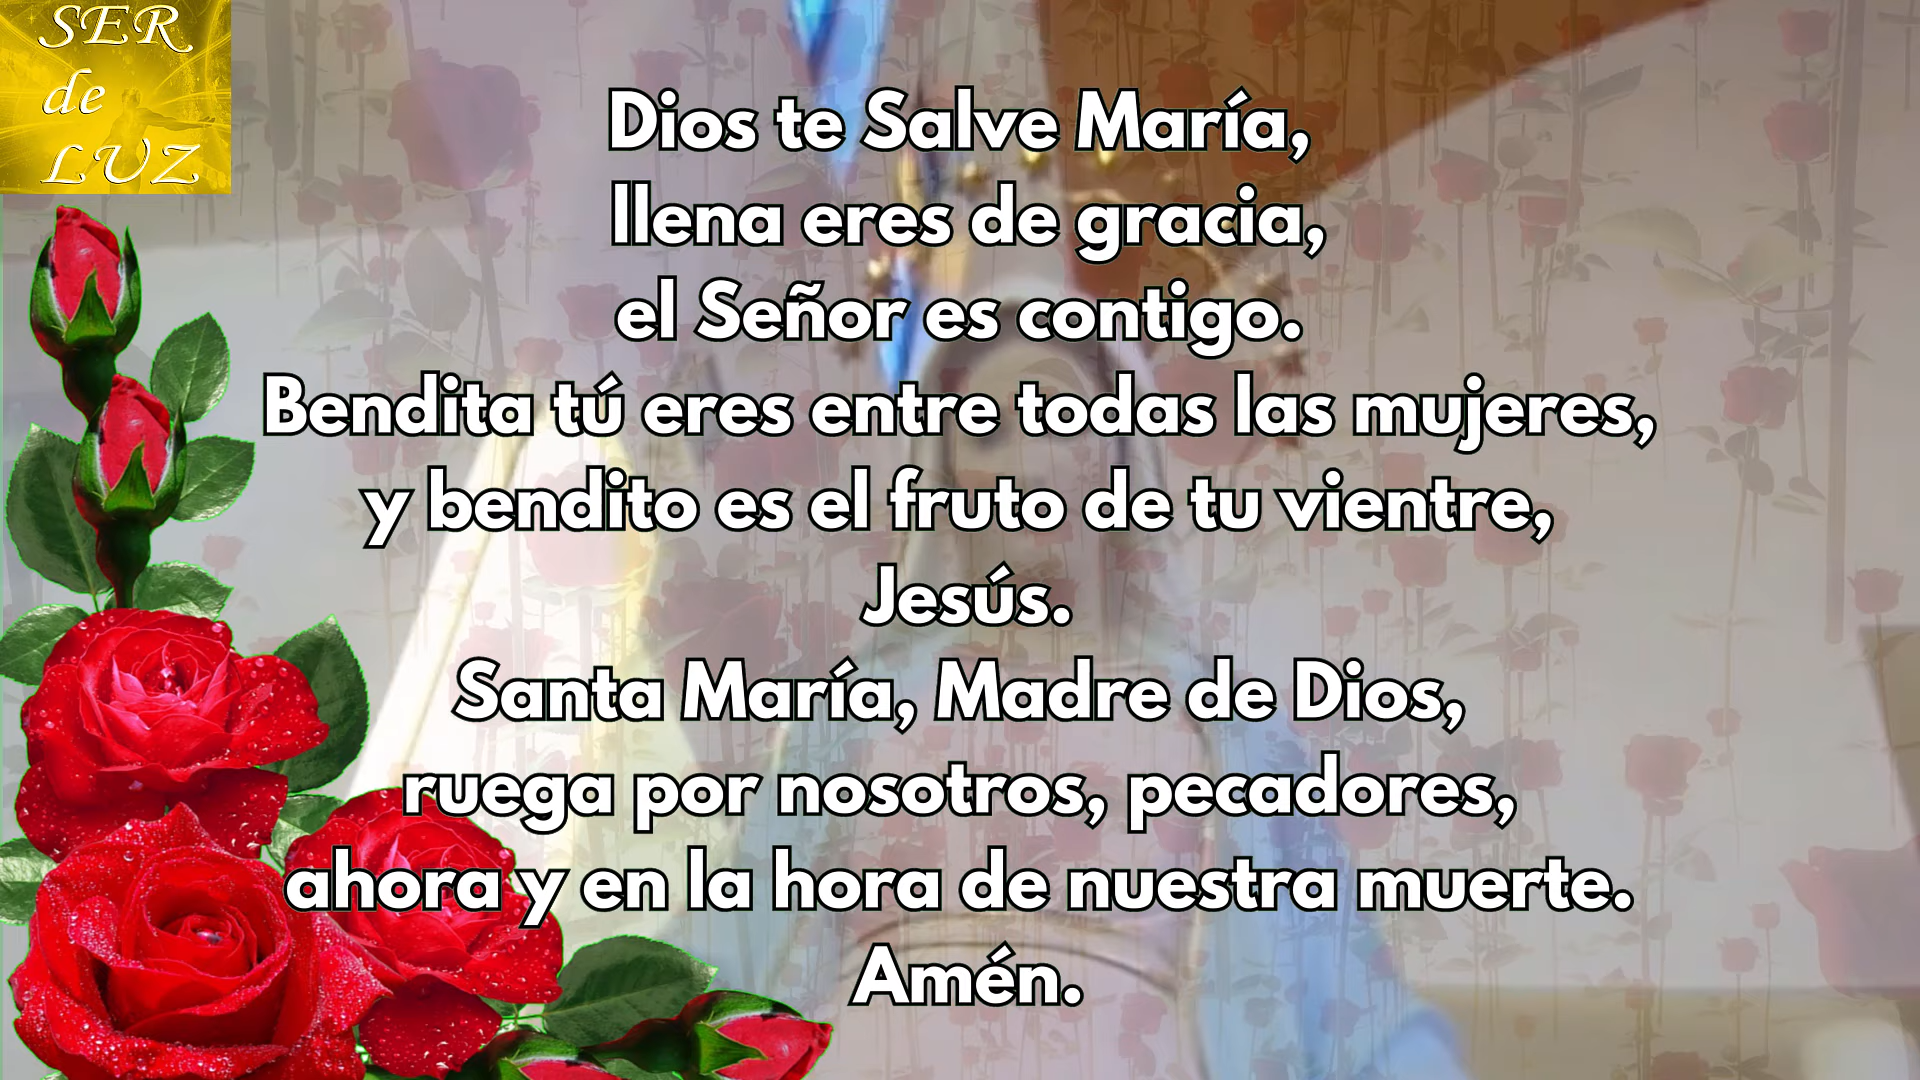 SER
de
LUZ
Dios te Salve María,
llena eres de gracia,
el Señor es contigo.
Bendita tú eres entre todas las mujeres,
y bendito es el fruto de tu vientre,
Jesús.
Santa María, Madre de Dios,
ruega por nosotros, pecadores,
ahora y en la hora de nuestra muerte.
Amén.